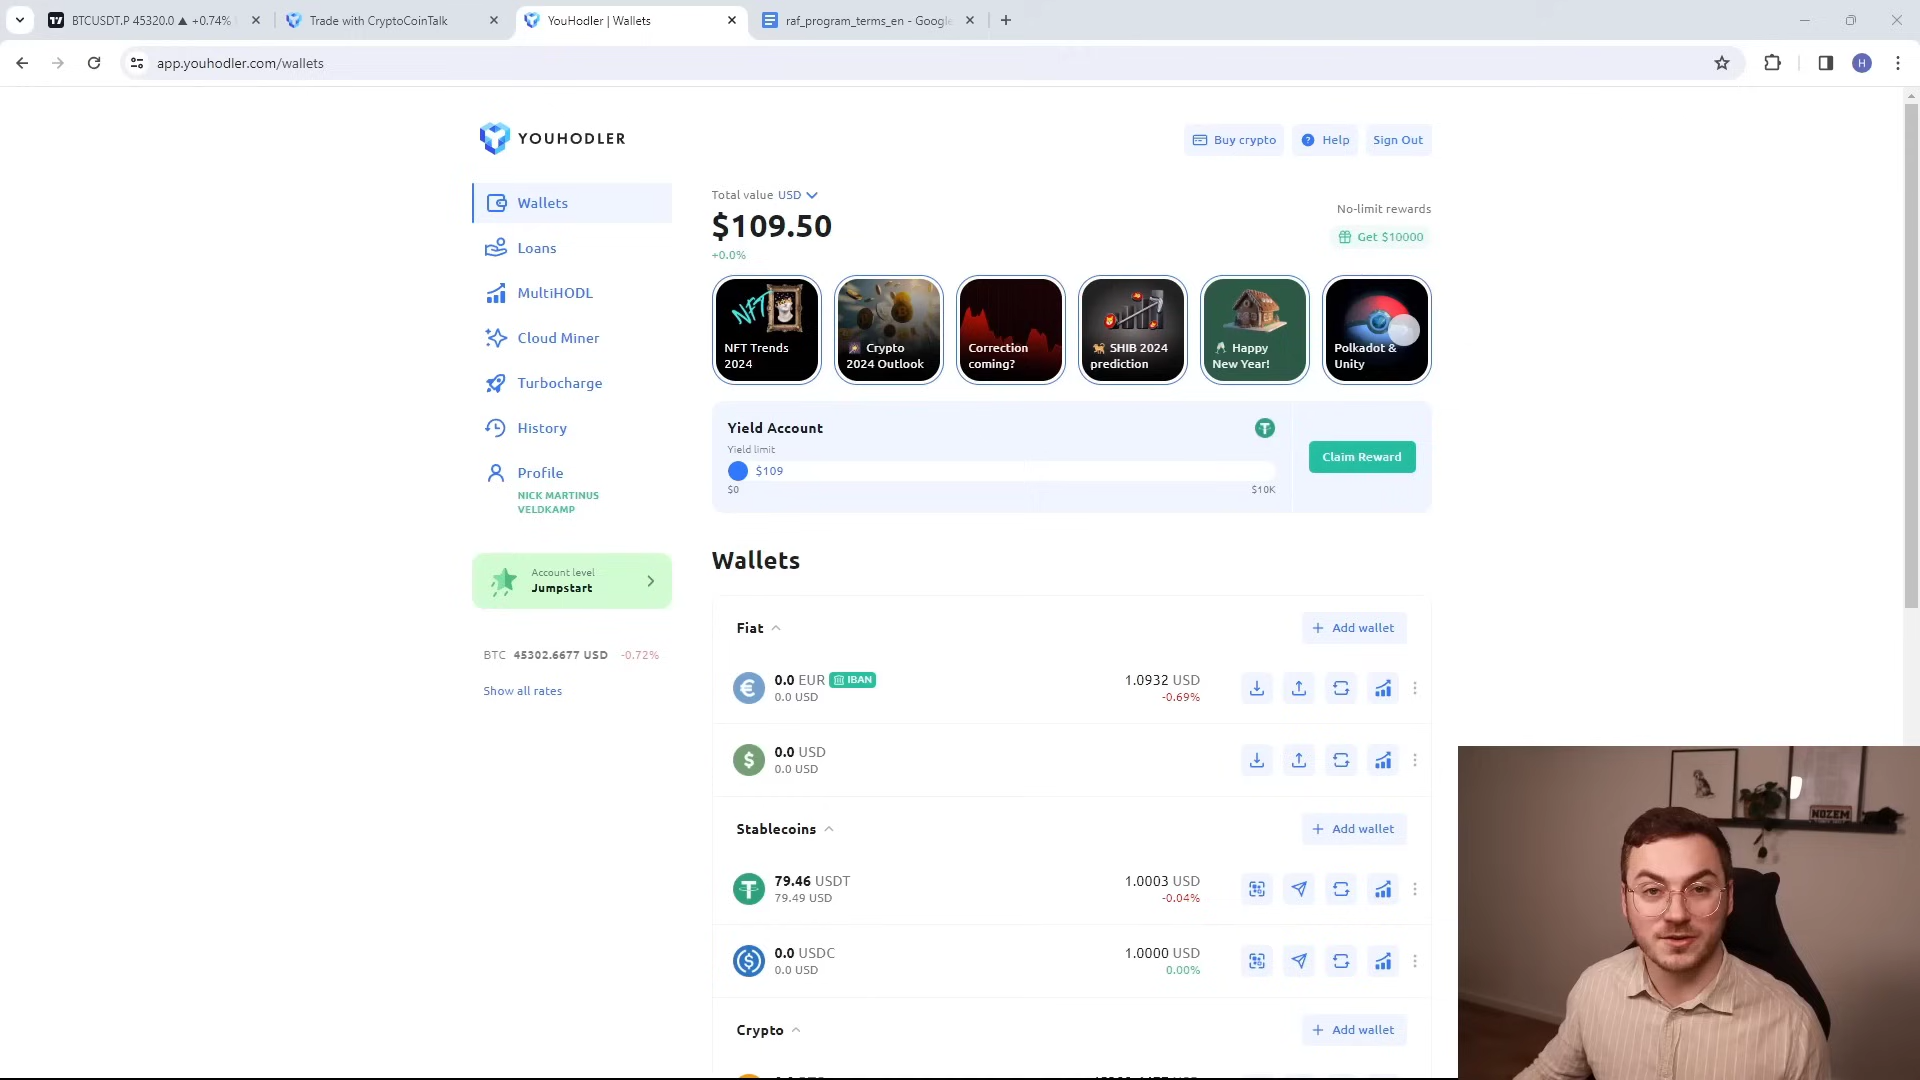 BTCUSDT.P 45320.0 ▲ +0.74%
Trade with CryptoCoinTalk
YouHodler | Wallets
raf_program_terms_en - Google
app.youhodler.com/wallets
H
YOUHODLER
Buy crypto
Help
Sign Out
Wallets
Loans
MultiHODL
Cloud Miner
Turbocharge
History
Profile
NICK MARTINUS
VELDKAMP
Account level
Jumpstart
BTC 45302.6677 USD -0.72%
Show all rates
Total value USD
$109.50
+0.0%
No-limit rewards
Get $10000
NFT
NFT Trends
2024
Crypto
2024 Outlook
Correction
coming?
SHIB 2024
prediction
Happy
New Year!
Polkadot &
Unity
Yield Account
Yield limit
$109
$0
$10K
Claim Reward
Wallets
Fiat
+ Add wallet
0.0 EUR IBAN
0.0 USD
1.0932 USD
-0.69%
0.0 USD
0.0 USD
Stablecoins
+ Add wallet
79.46 USDT
79.49 USD
1.0003 USD
-0.04%
0.0 USDC
0.0 USD
1.0000 USD
0.00%
Crypto
+ Add wallet
NOZEM